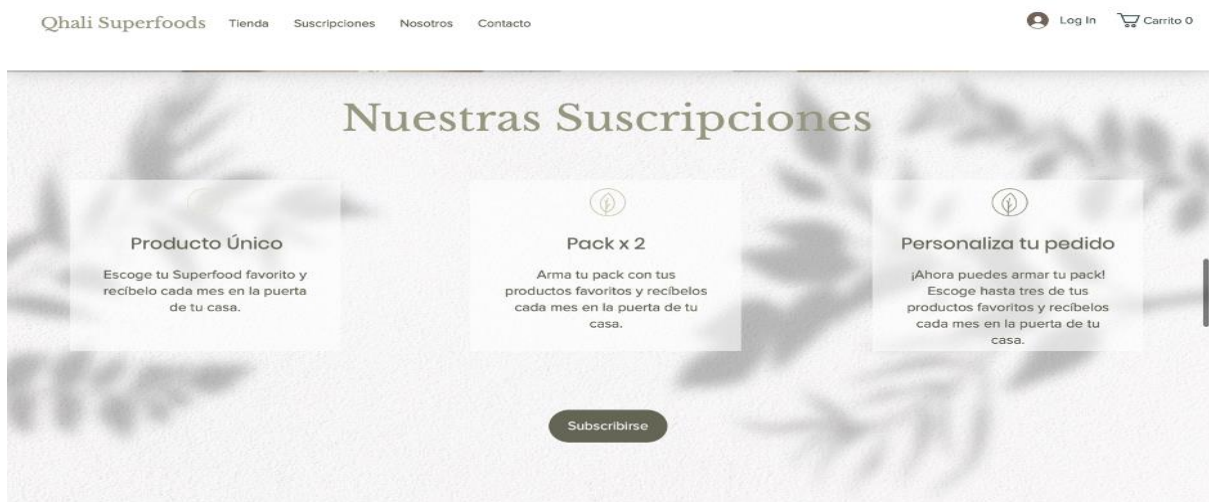 Qhali Superfoods Tienda Suscripciones Nosotros Contacto Log In Carrito 0
Nuestras Suscripciones
Producto Único
Escoge tu Superfood favorito y
recíbelo cada mes en la puerta
de tu casa.
Pack x 2
Arma tu pack con tus
productos favoritos y recíbelos
cada mes en la puerta de tu
casa.
Personaliza tu pedido
¡Ahora puedes armar tu pack!
Escoge hasta tres de tus
productos favoritos y recíbelos
cada mes en la puerta de tu
casa.
Subscribirse